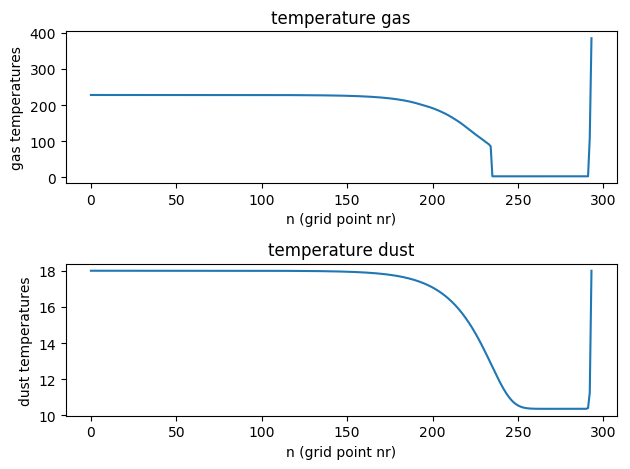 temperature gas
gas temperatures
400
300
200
100
0
0 50 100 150 200 250 300
n (grid point nr)
temperature dust
dust temperatures
18
16
14
12
10
0 50 100 150 200 250 300
n (grid point nr)